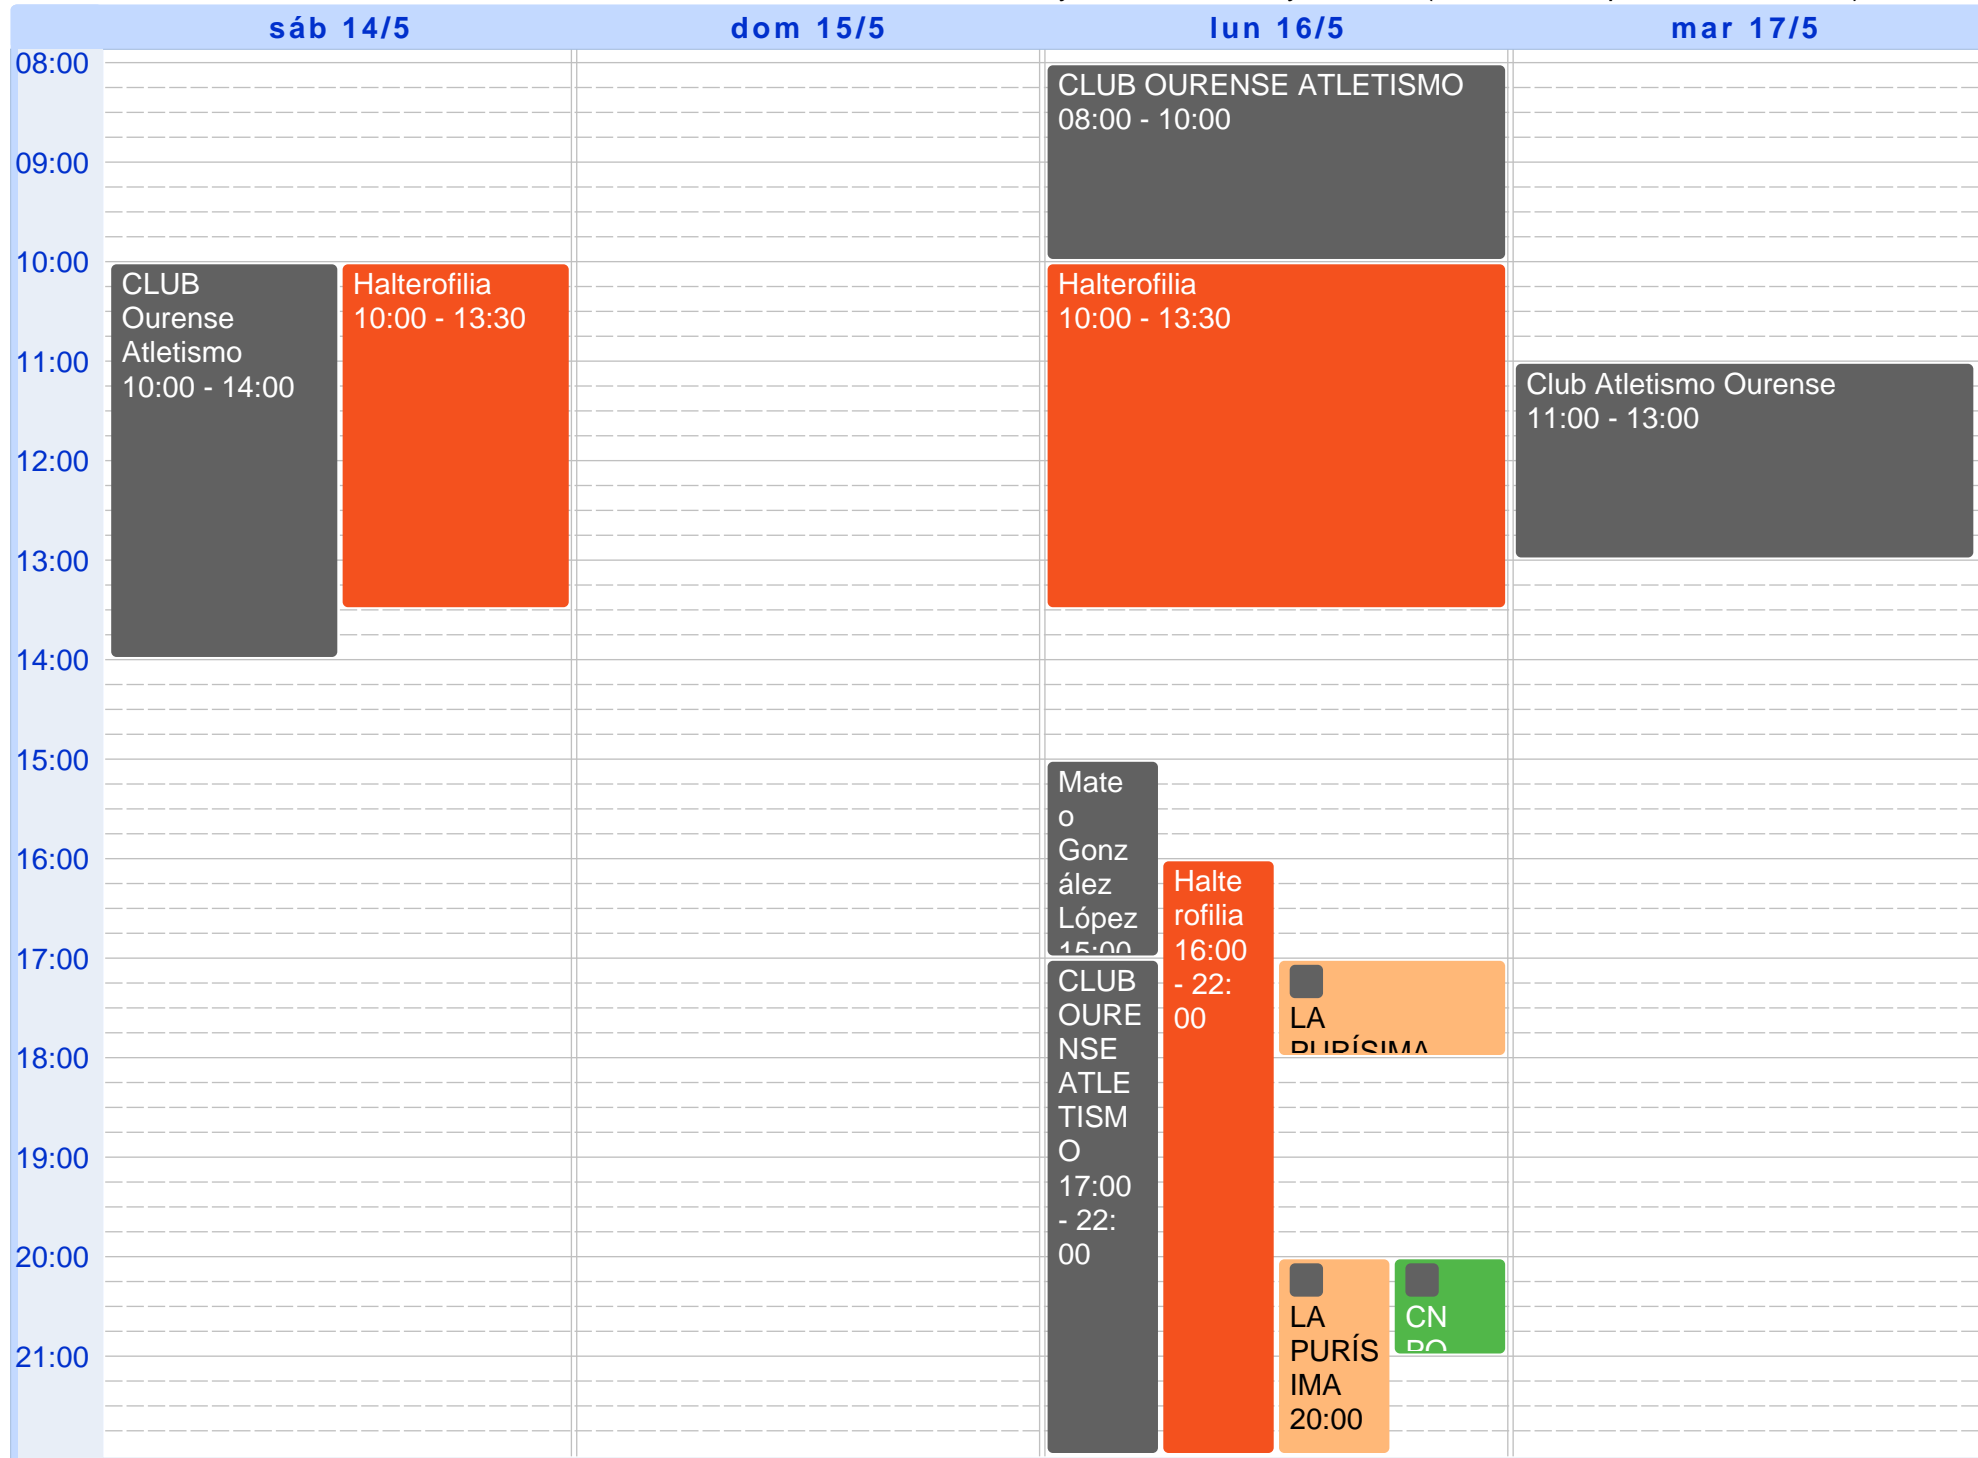 sáb 14/5
dom 15/5
lun 16/5
mar 17/5
08:00
09:00
10:00
11:00
12:00
13:00
14:00
15:00
16:00
17:00
18:00
19:00
20:00
21:00
CLUB
Ourense
Atletismo
10:00 - 14:00
Halterofilia
10:00 - 13:30
CLUB OURENSE ATLETISMO
08:00 - 10:00
Halterofilia
10:00 - 13:30
Mate
o
Gonz
ález
López
15:00
CLUB
OURE
NSE
ATLE
TISM
O
17:00
- 22:
00
Halte
rofilia
16:00
- 22:
00
LA
PURÍSIMA
LA
PURÍS
IMA
20:00
CN
Club Atletismo Ourense
11:00 - 13:00